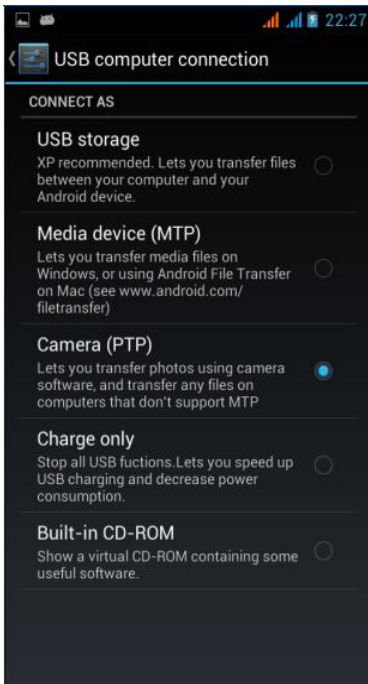 22:27
USB computer connection
CONNECT AS
USB storage
XP recommended. Lets you transfer files
between your computer and your
Android device.
Media device (MTP)
Lets you transfer media files on
Windows, or using Android File Transfer
on Mac (see www.android.com/
filetransfer)
Camera (PTP)
Lets you transfer photos using camera
software, and transfer any files on
computers that don't support MTP
Charge only
Stop all USB fuctions.Lets you speed up
USB charging and decrease power
consumption.
Built-in CD-ROM
Show a virtual CD-ROM containing some
useful software.